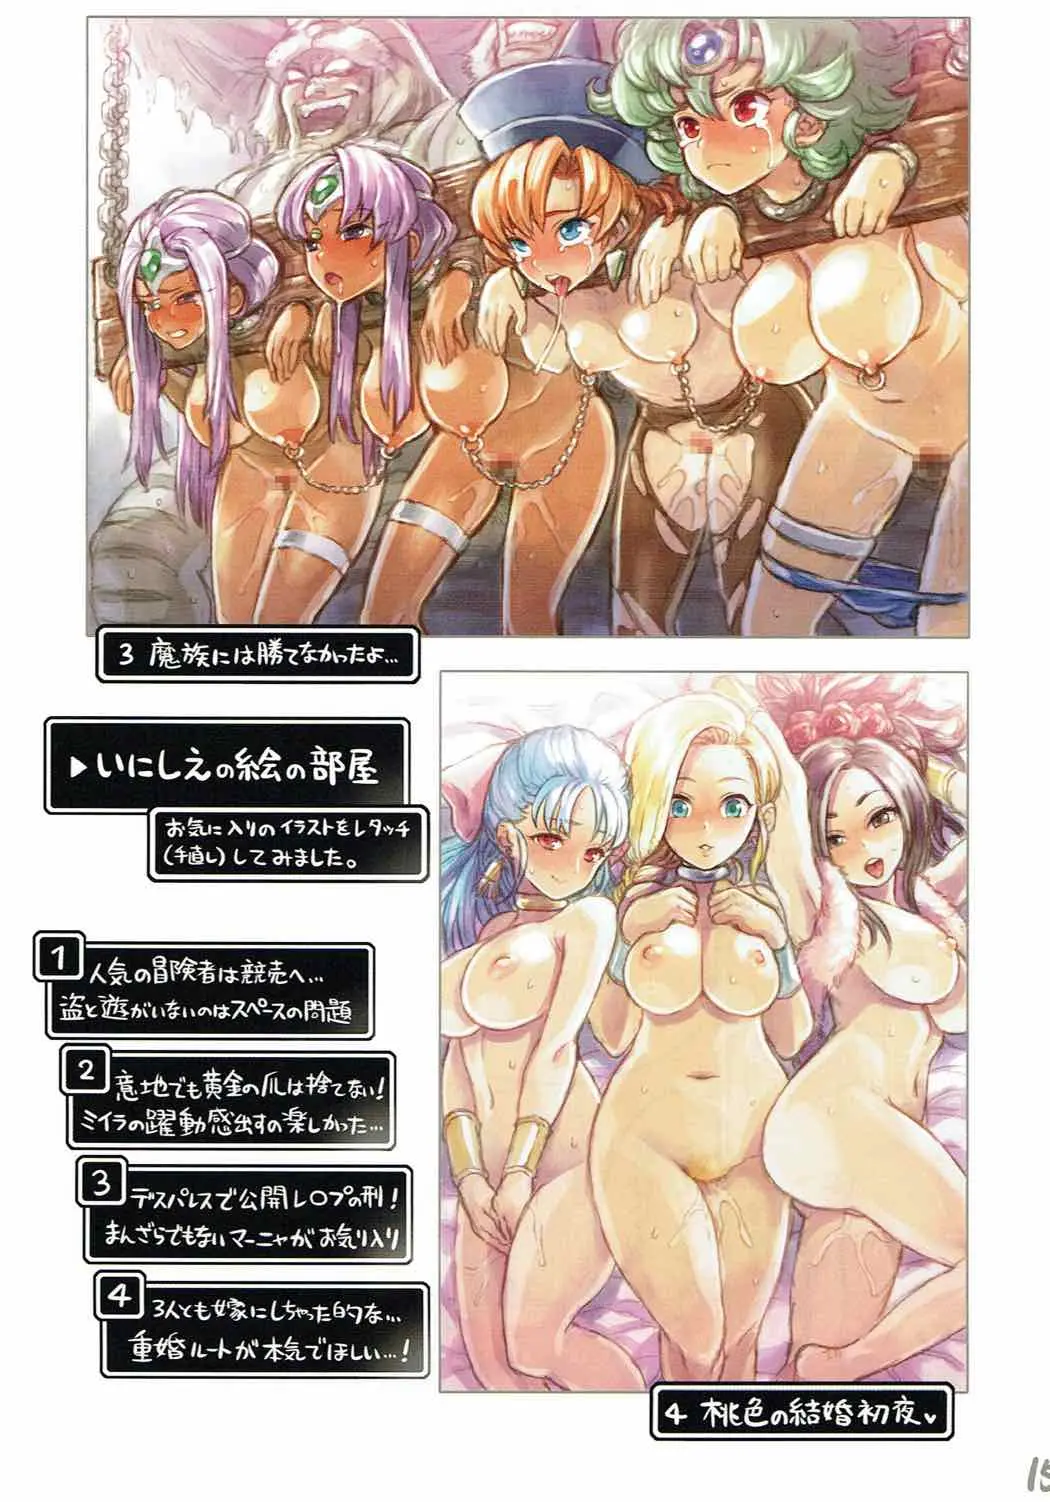 3 魔族には勝てなかったよ…
▶いにしえの絵の部屋
お気に入りのイラストをレタッチ
(手直し)してみました。
1
人気の冒険者は競売へ…
盗と遊がいないのはスペースの問題
2
意地でも黄金の爪は捨てない!
ミイラの躍動感出すの楽しかった…
3
デスパレスで公開レ○プの刑!
まんざらでもないマーニャがお気に入り
4
3人とも嫁にしちゃった的な…
重婚ルートが本気でほしい…!
4 桃色の結婚初夜♥
15